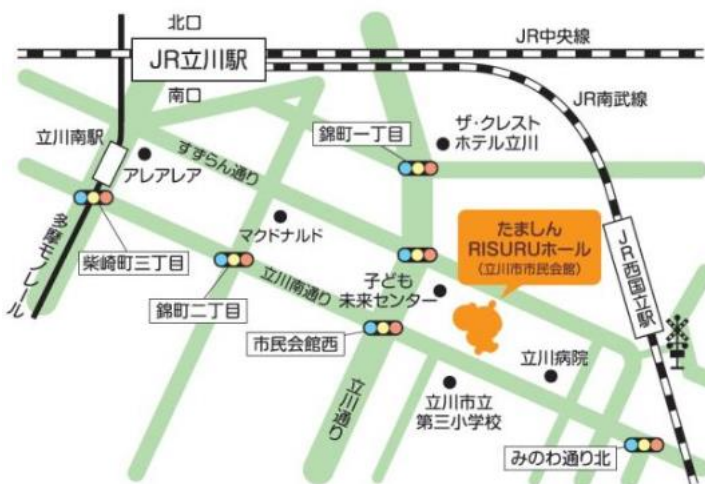 北口
JR中央線
JR立川駅
南口
JR南武線
立川南駅
錦町一丁目
ザ・クレスト
ホテル立川
アレアレア
すずらん通り
たましん
RISURUホール
(立川市市民会館)
マクドナルド
多摩モノレール
柴崎町三丁目
立川南通り
子ども
未来センター
JR西国立駅
錦町二丁目
市民会館西
立川病院
立川通り
立川市立
第三小学校
みのわ通り北